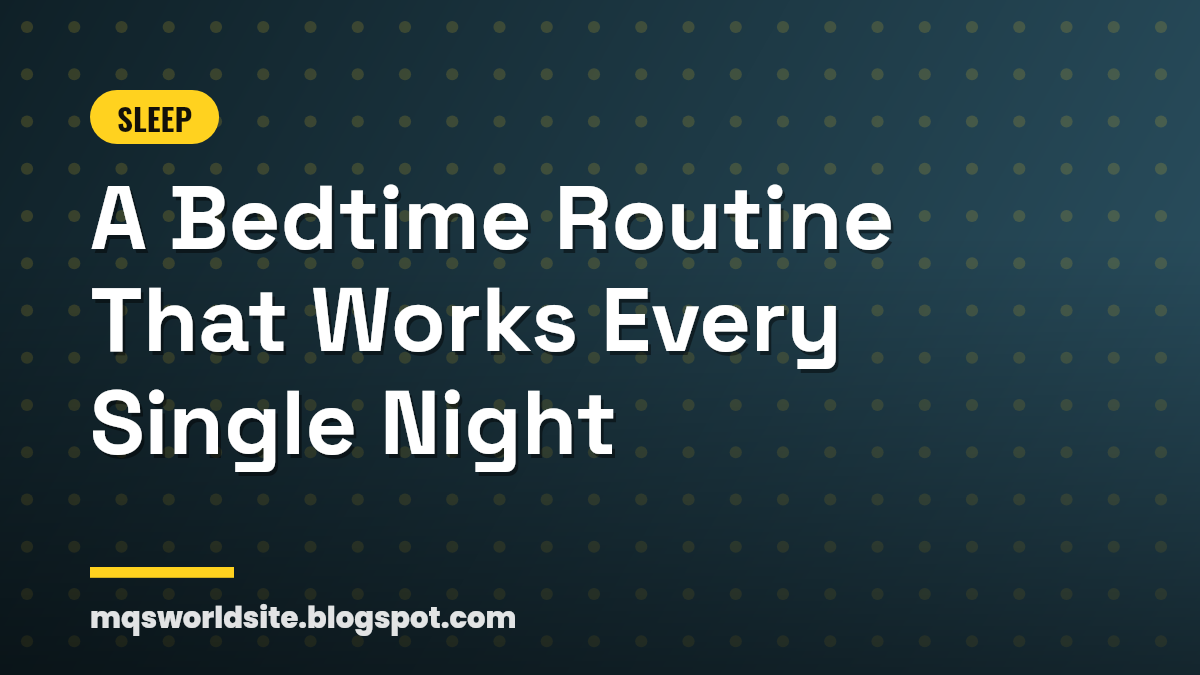 SLEEP
A Bedtime Routine
That Works Every
Single Night
mqsworldsite.blogspot.com